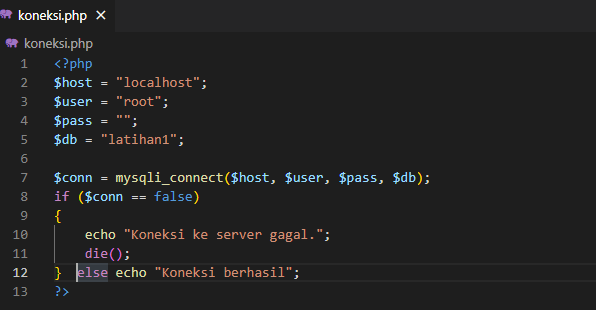 koneksi.php ×
koneksi.php
1 <?php
2 $host = "localhost";
3 $user = "root";
4 $pass = "";
5 $db = "latihan1";
6
7 $conn = mysqli_connect($host, $user, $pass, $db);
8 if ($conn == false)
9 {
10     echo "Koneksi ke server gagal.";
11     die();
12 } else echo "Koneksi berhasil";
13 ?>